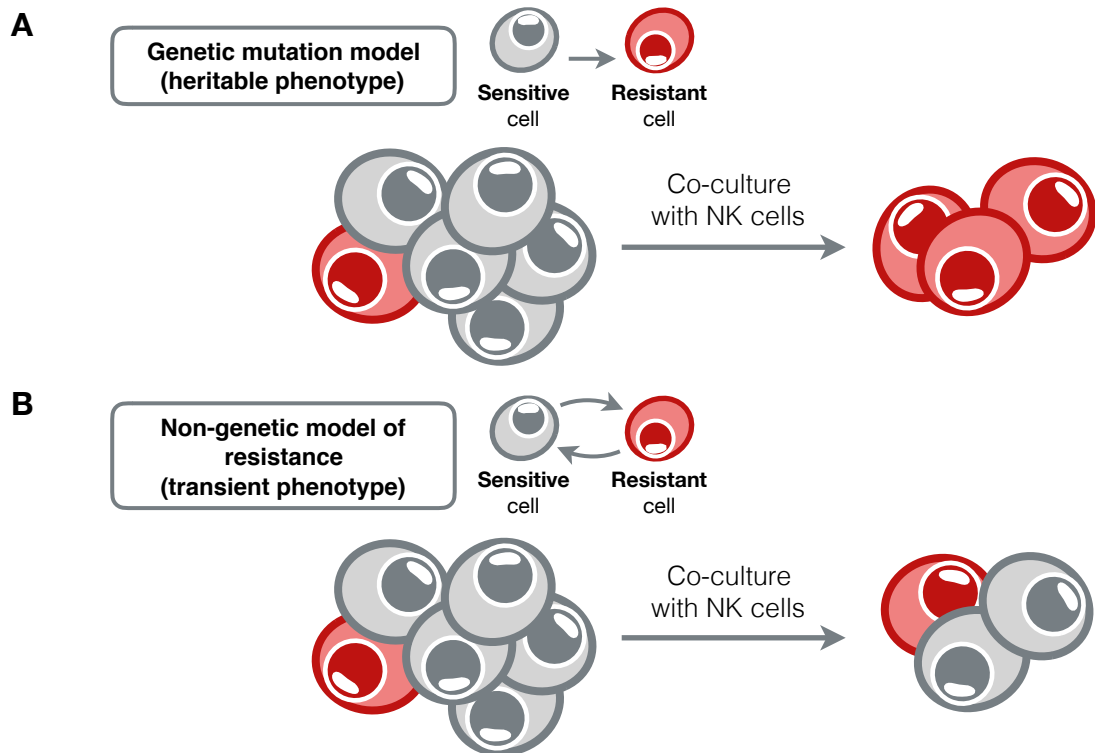 A
Genetic mutation model
(heritable phenotype)
Sensitive
cell
Resistant
cell
Co-culture
with NK cells
B
Non-genetic model of
resistance
(transient phenotype)
Sensitive
cell
Resistant
cell
Co-culture
with NK cells